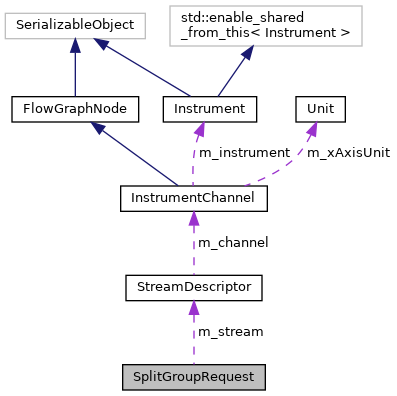 std::enable_shared
_from_this< Instrument >
SerializableObject
FlowGraphNode
Instrument
Unit
m_instrument
m_xAxisUnit
InstrumentChannel
m_channel
StreamDescriptor
m_stream
SplitGroupRequest